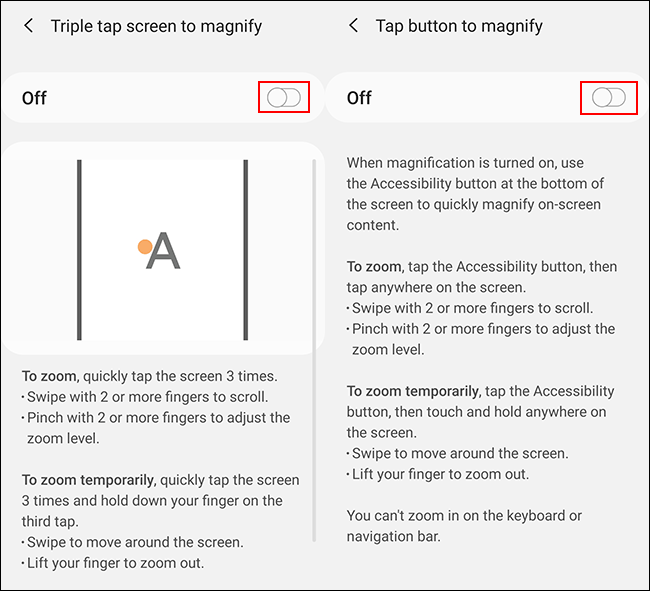 Triple tap screen to magnify
Off
A
To zoom, quickly tap the screen 3 times.
• Swipe with 2 or more fingers to scroll.
• Pinch with 2 or more fingers to adjust the
zoom level.
To zoom temporarily, quickly tap the screen
3 times and hold down your finger on the
third tap.
• Swipe to move around the screen.
• Lift your finger to zoom out.
Tap button to magnify
Off
When magnification is turned on, use
the Accessibility button at the bottom of
the screen to quickly magnify on-screen
content.
To zoom, tap the Accessibility button, then
tap anywhere on the screen.
• Swipe with 2 or more fingers to scroll.
• Pinch with 2 or more fingers to adjust the
zoom level.
To zoom temporarily, tap the Accessibility
button, then touch and hold anywhere on
the screen.
• Swipe to move around the screen.
• Lift your finger to zoom out.
You can't zoom in on the keyboard or
navigation bar.